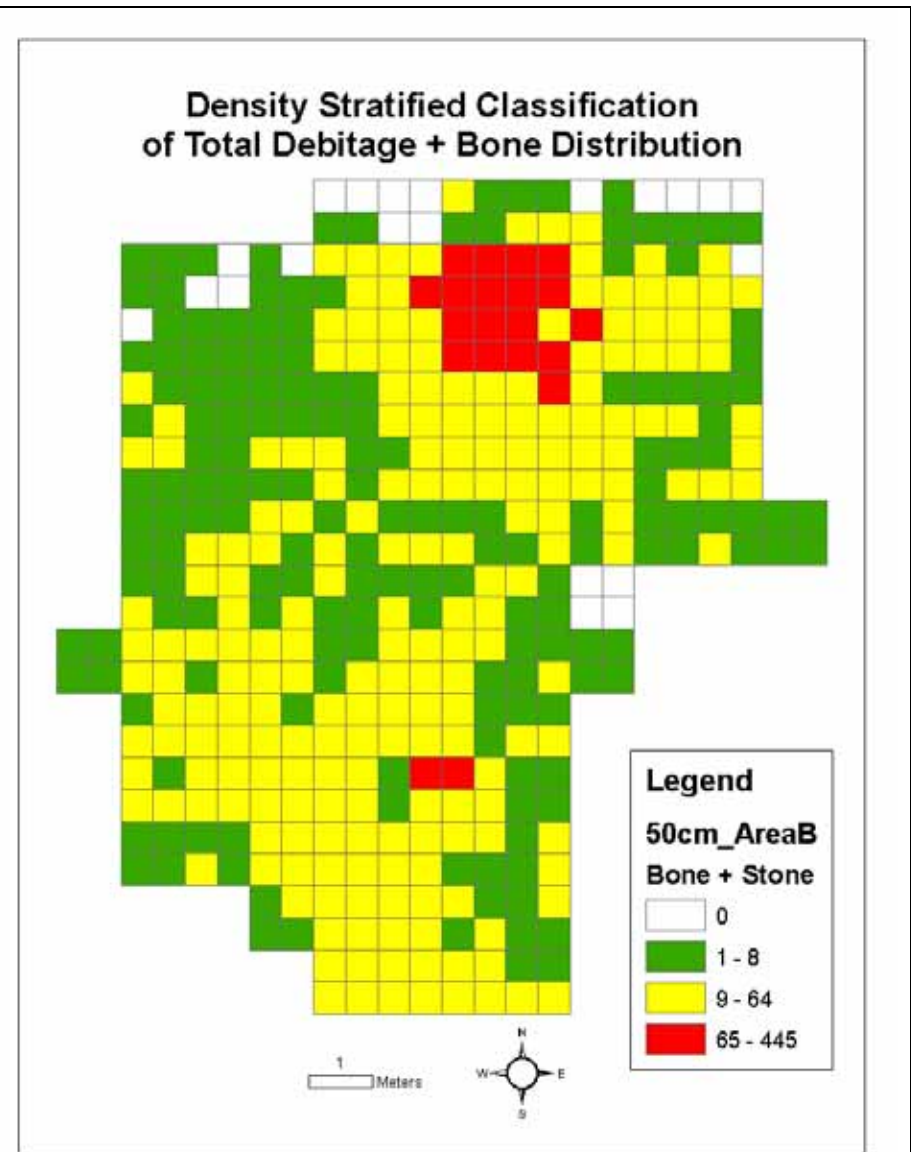 Density Stratified Classification
of Total Debitage + Bone Distribution
Legend
50cm_AreaB
Bone + Stone
0
1 - 8
9 - 64
65 - 445
1
Meters
N
W
E
S